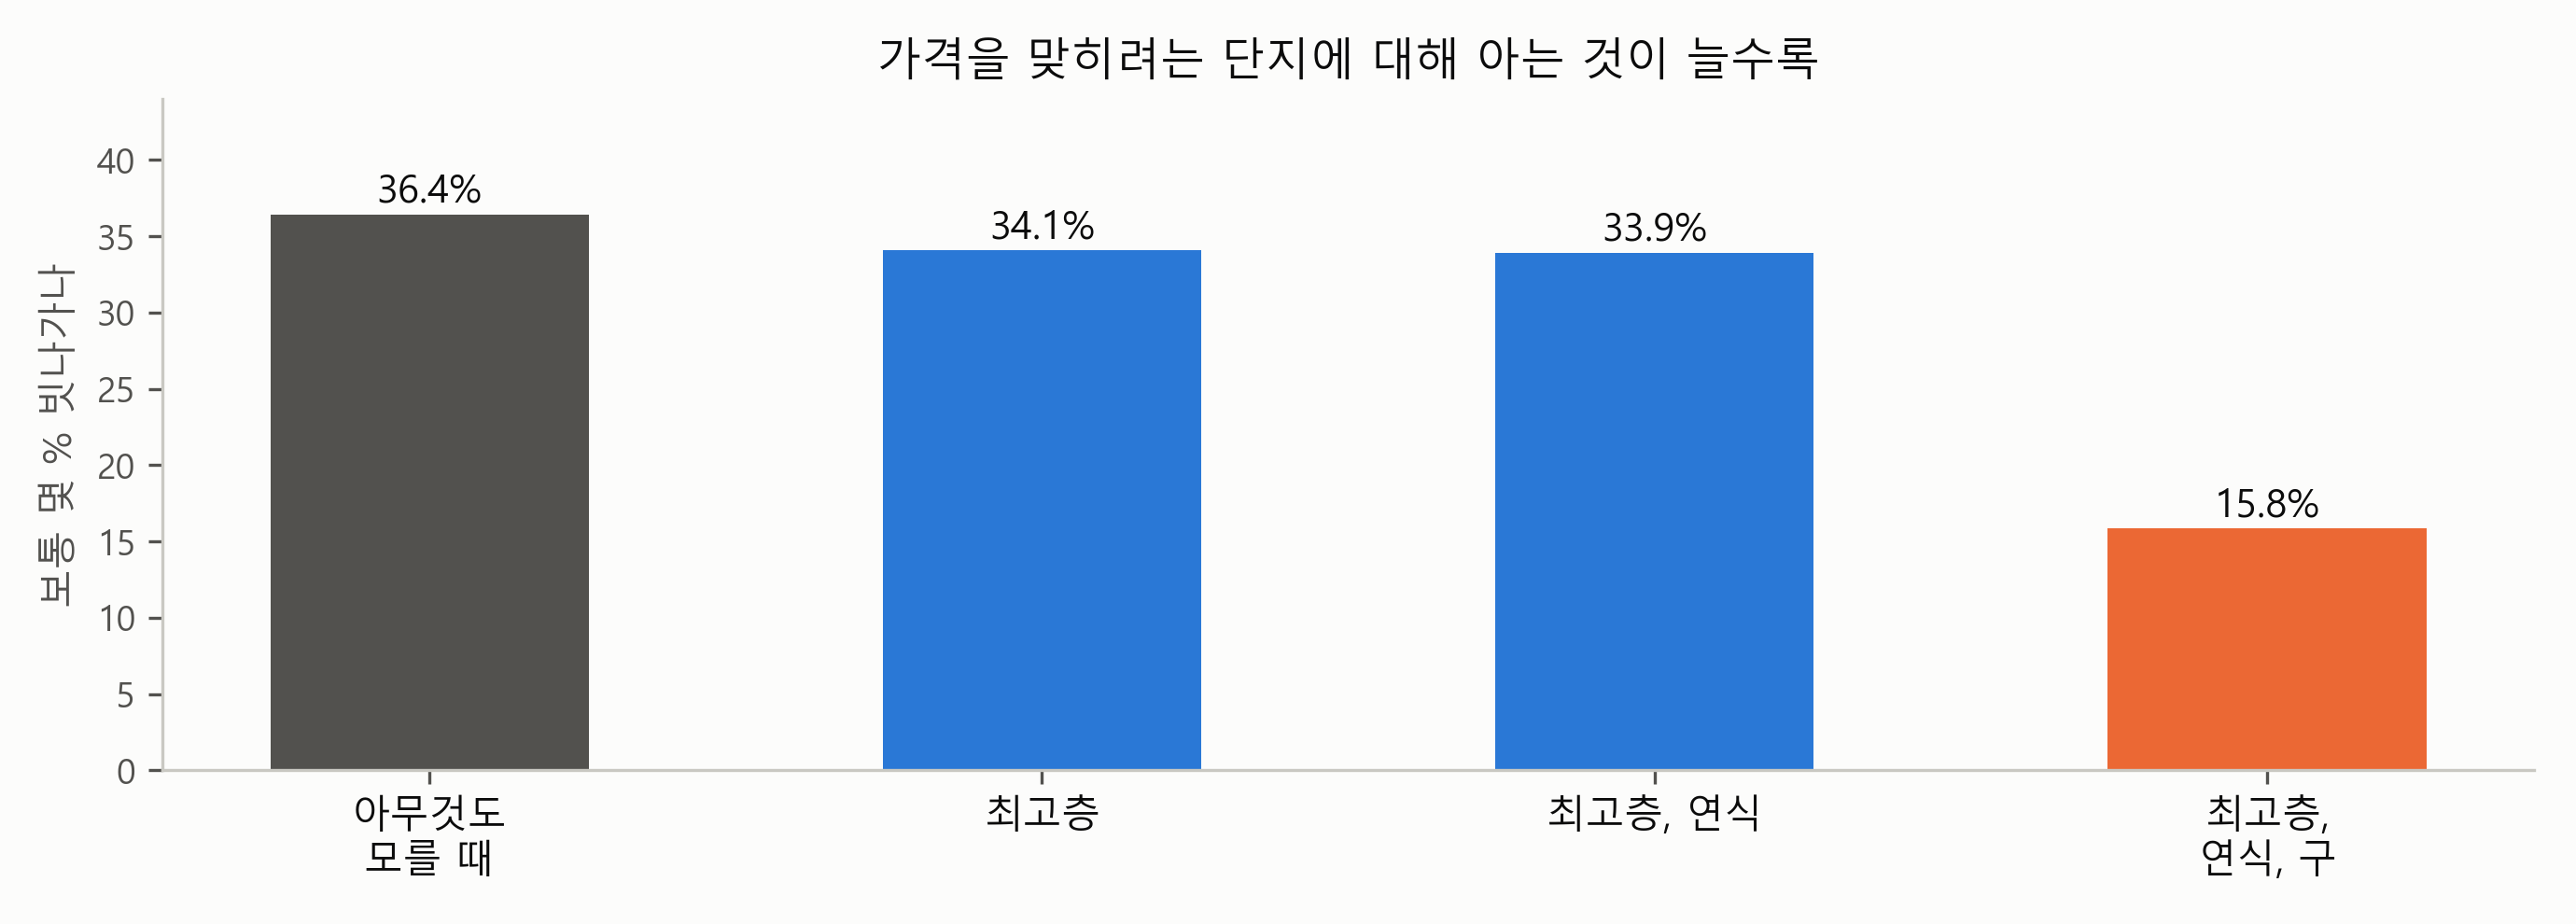 가격을 맞히려는 단지에 대해 아는 것이 늘수록
보통 몇 % 빗나가나
40
35
30
25
20
15
10
5
0
36.4%
34.1%
33.9%
15.8%
아무것도
모를 때
최고층
최고층, 연식
최고층,
연식, 구